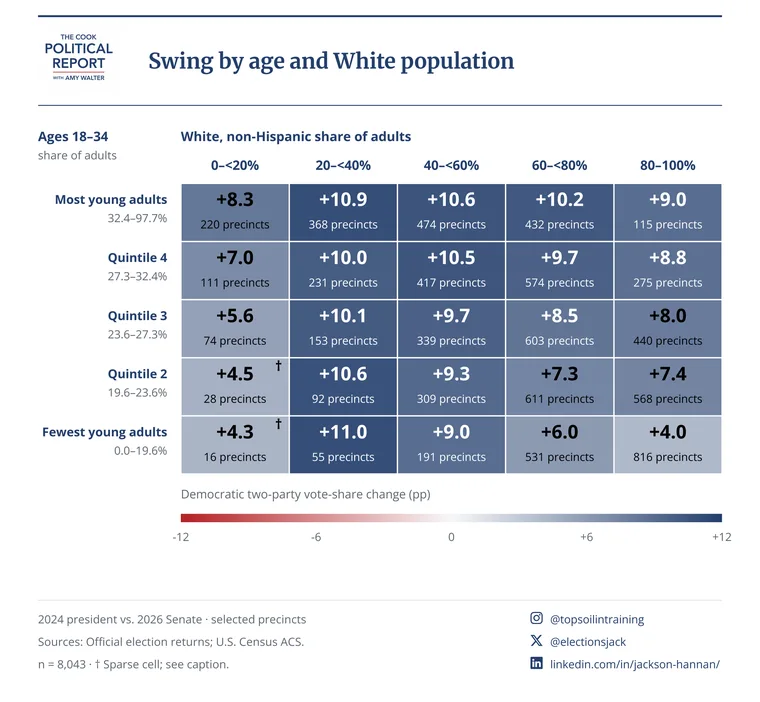 THE COOK
POLITICAL
REPORT
WITH AMY WALTER
Swing by age and White population
Ages 18–34
share of adults
White, non-Hispanic share of adults
0–<20% 20–<40% 40–<60% 60–<80% 80–100%
Most young adults +8.3 +10.9 +10.6 +10.2 +9.0
32.4–97.7% 220 precincts 368 precincts 474 precincts 432 precincts 115 precincts
Quintile 4 +7.0 +10.0 +10.5 +9.7 +8.8
27.3–32.4% 111 precincts 231 precincts 417 precincts 574 precincts 275 precincts
Quintile 3 +5.6 +10.1 +9.7 +8.5 +8.0
23.6–27.3% 74 precincts 153 precincts 339 precincts 603 precincts 440 precincts
Quintile 2 +4.5 † +10.6 +9.3 +7.3 +7.4
19.6–23.6% 28 precincts 92 precincts 309 precincts 611 precincts 568 precincts
Fewest young adults +4.3 † +11.0 +9.0 +6.0 +4.0
0.0–19.6% 16 precincts 55 precincts 191 precincts 531 precincts 816 precincts
Democratic two-party vote-share change (pp)
-12 -6 0 +6 +12
2024 president vs. 2026 Senate · selected precincts
Sources: Official election returns; U.S. Census ACS.
n = 8,043 · † Sparse cell; see caption.
@topsoilintraining
@electionsjack
linkedin.com/in/jackson-hannan/